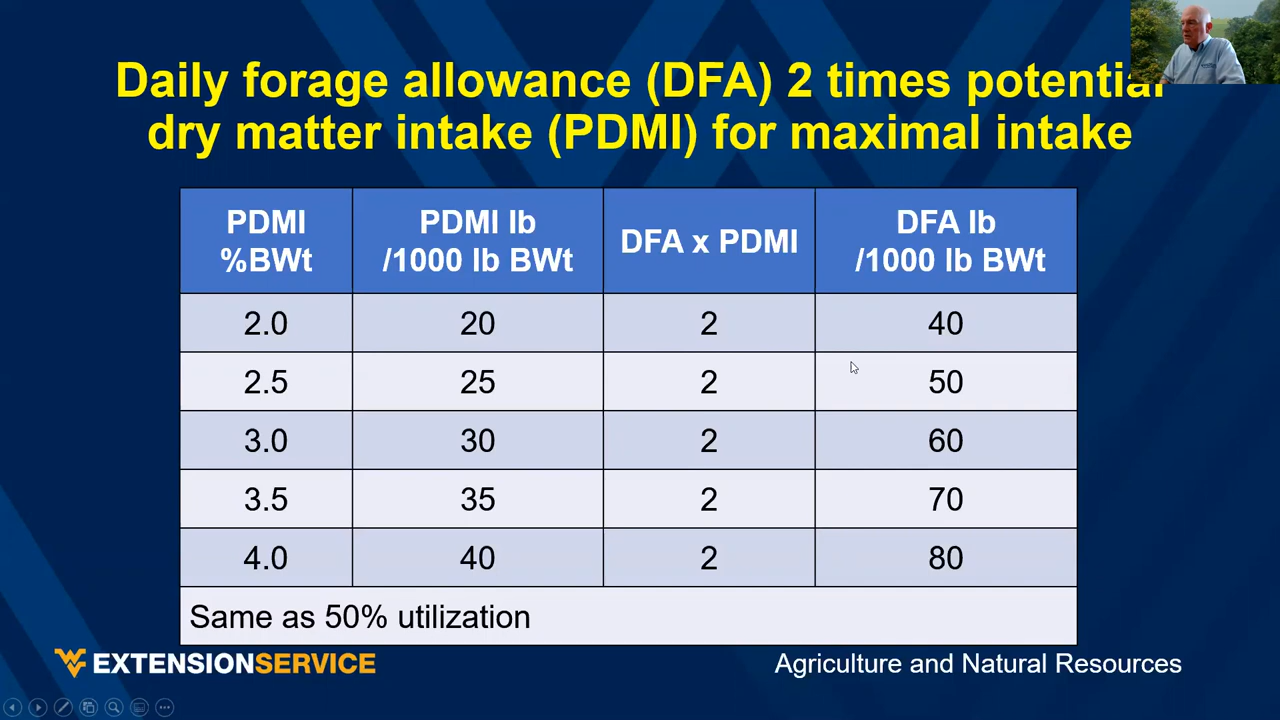 Daily forage allowance (DFA) 2 times potential
dry matter intake (PDMI) for maximal intake
PDMI %BWt | PDMI lb /1000 lb BWt | DFA x PDMI | DFA lb /1000 lb BWt
2.0 | 20 | 2 | 40
2.5 | 25 | 2 | 50
3.0 | 30 | 2 | 60
3.5 | 35 | 2 | 70
4.0 | 40 | 2 | 80
Same as 50% utilization
EXTENSIONSERVICE
Agriculture and Natural Resources